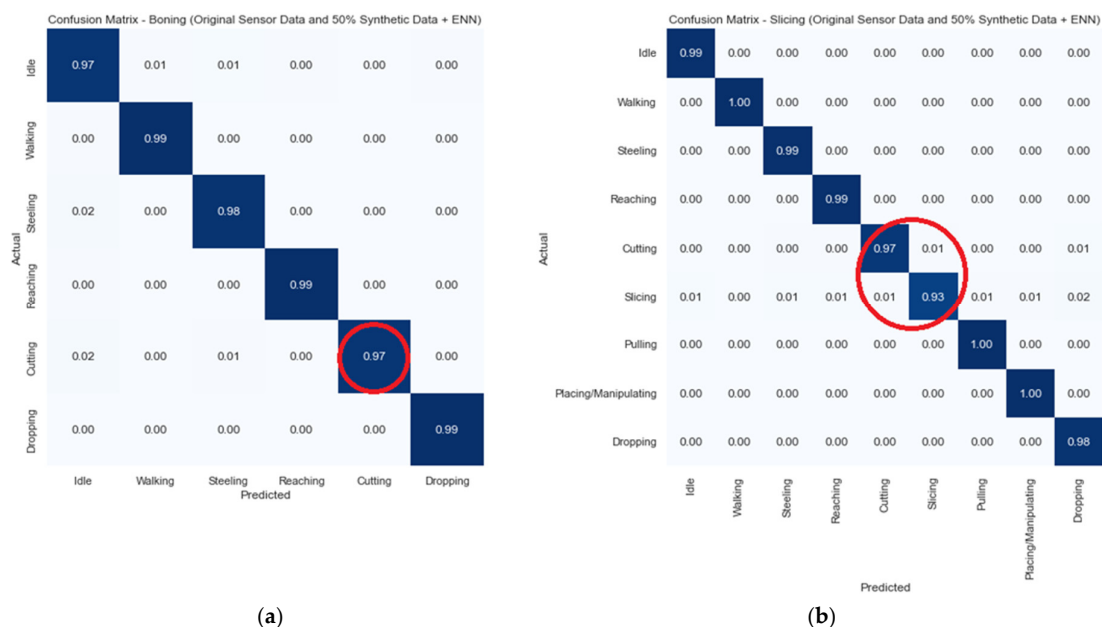 Confusion Matrix - Boning (Original Sensor Data and 50% Synthetic Data + ENN)
Actual
Idle 0.97 0.01 0.01 0.00 0.00 0.00
Walking 0.00 0.99 0.00 0.00 0.00 0.00
Steeling 0.02 0.00 0.98 0.00 0.00 0.00
Reaching 0.00 0.00 0.00 0.99 0.00 0.00
Cutting 0.02 0.00 0.01 0.00 0.97 0.00
Dropping 0.00 0.00 0.00 0.00 0.00 0.99
Idle Walking Steeling Reaching Cutting Dropping
Predicted
(a)
Confusion Matrix - Slicing (Original Sensor Data and 50% Synthetic Data + ENN)
Actual
Idle 0.99 0.00 0.00 0.00 0.00 0.00 0.00 0.00 0.00
Walking 0.00 1.00 0.00 0.00 0.00 0.00 0.00 0.00 0.00
Steeling 0.00 0.00 0.99 0.00 0.00 0.00 0.00 0.00 0.00
Reaching 0.00 0.00 0.00 0.99 0.00 0.00 0.00 0.00 0.00
Cutting 0.00 0.00 0.00 0.00 0.97 0.01 0.00 0.00 0.01
Slicing 0.01 0.00 0.01 0.01 0.01 0.93 0.01 0.01 0.02
Pulling 0.00 0.00 0.00 0.00 0.00 0.00 1.00 0.00 0.00
Placing/Manipulating 0.00 0.00 0.00 0.00 0.00 0.00 0.00 1.00 0.00
Dropping 0.00 0.00 0.00 0.00 0.00 0.00 0.00 0.00 0.98
Idle Walking Steeling Reaching Cutting Slicing Pulling Placing/Manipulating Dropping
Predicted
(b)